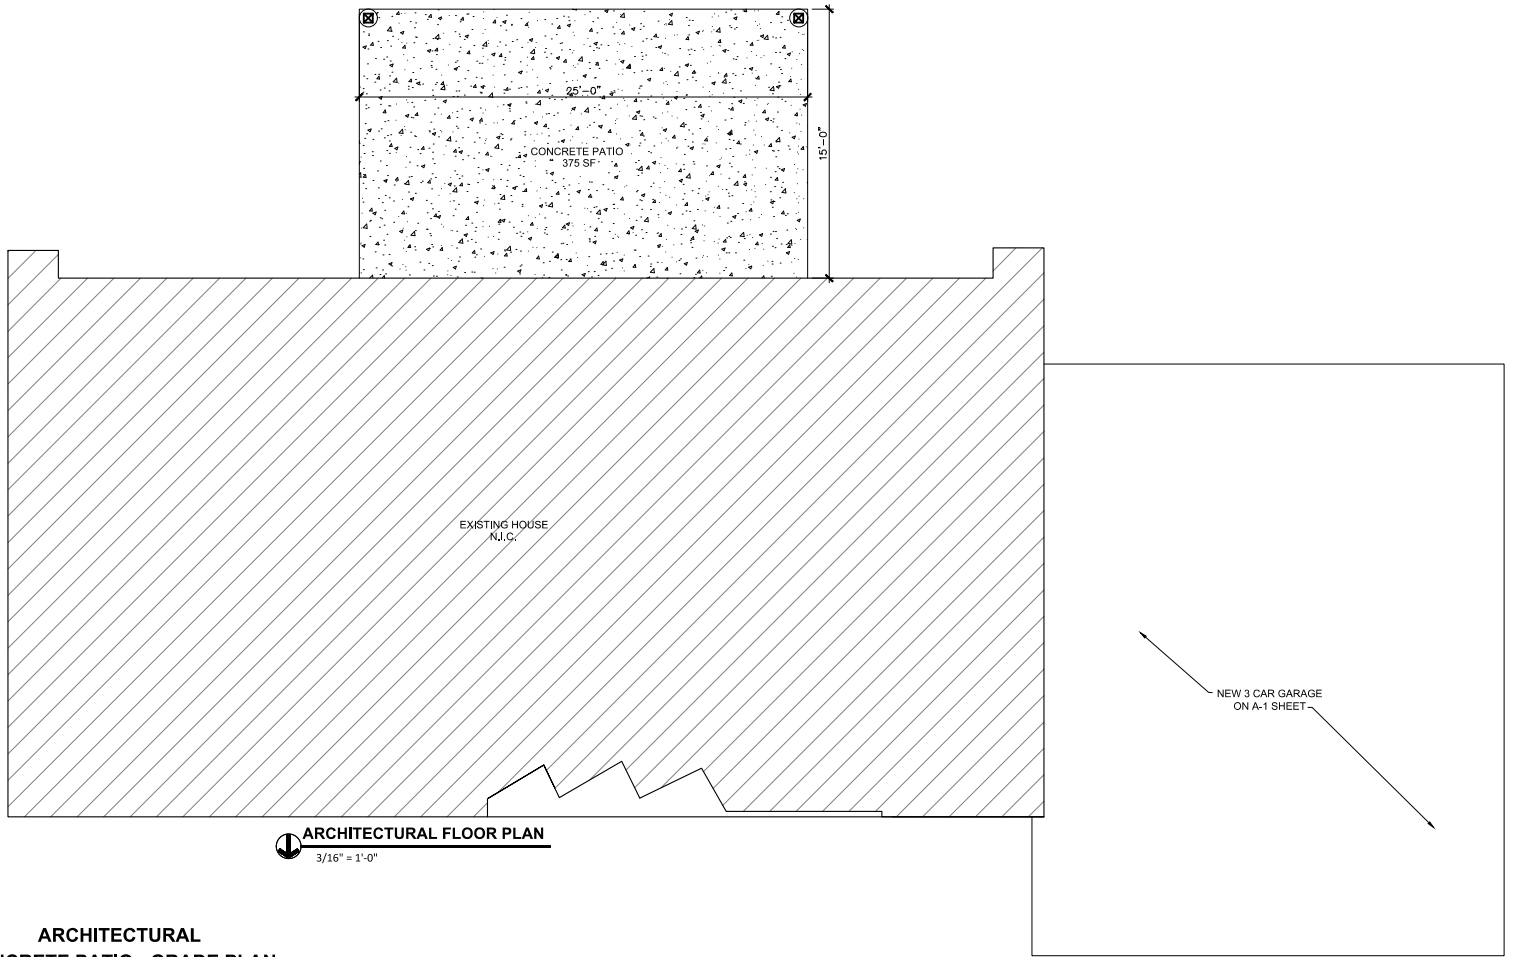 25'-0"
15'-0"
CONCRETE PATIO
375 SF
EXISTING HOUSE
N.I.C.
NEW 3 CAR GARAGE
ON A-1 SHEET
ARCHITECTURAL FLOOR PLAN
3/16" = 1'-0"
ARCHITECTURAL